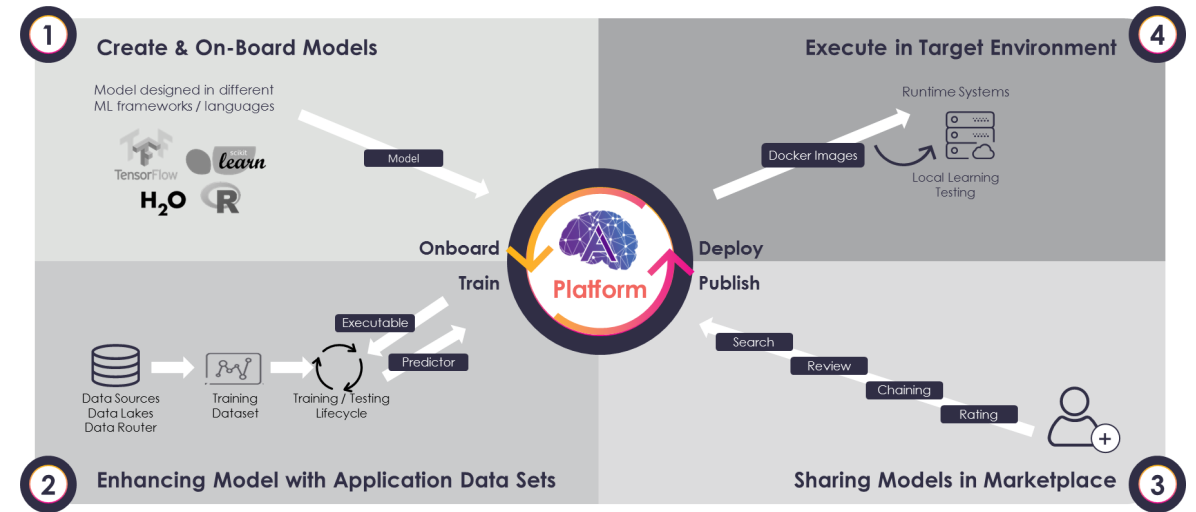 1
Create & On-Board Models
Model designed in different
ML frameworks / languages
TensorFlow
scikit
learn
H2O
R
Model
Onboard
4
Execute in Target Environment
Runtime Systems
Docker Images
Local Learning
Testing
Deploy
A
Platform
Train
Executable
Predictor
Data Sources
Data Lakes
Data Router
Training
Dataset
Training / Testing
Lifecycle
2
Enhancing Model with Application Data Sets
Publish
Search
Review
Chaining
Rating
Sharing Models in Marketplace
3